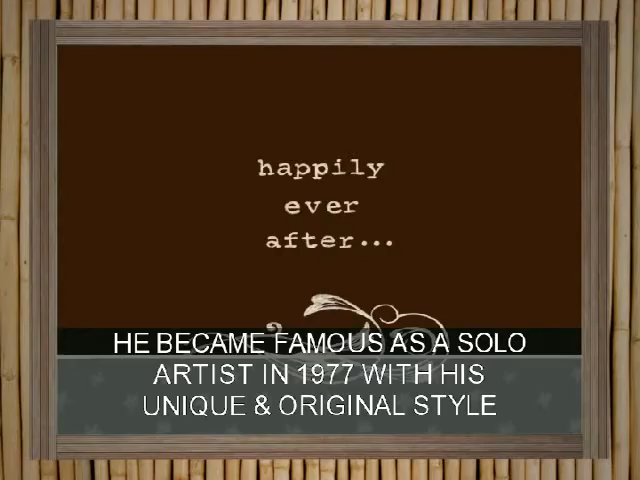 happily
ever
after...
HE BECAME FAMOUS AS A SOLO
ARTIST IN 1977 WITH HIS
UNIQUE & ORIGINAL STYLE